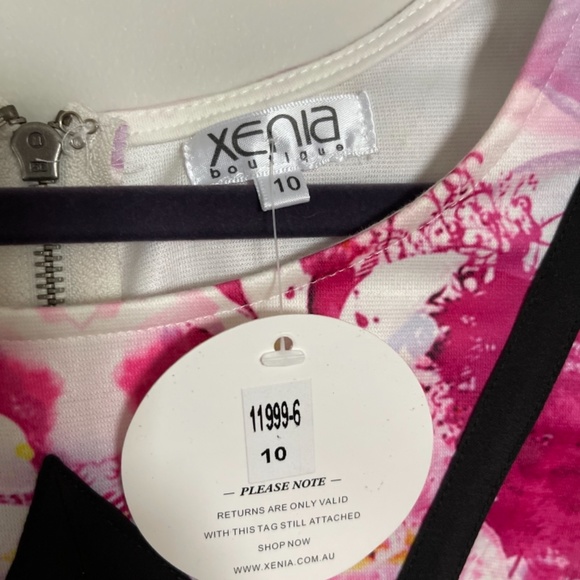 xenia
boutique
10
11999-6
10
— PLEASE NOTE —
RETURNS ARE ONLY VALID
WITH THIS TAG STILL ATTACHED
SHOP NOW
WWW.XENIA.COM.AU